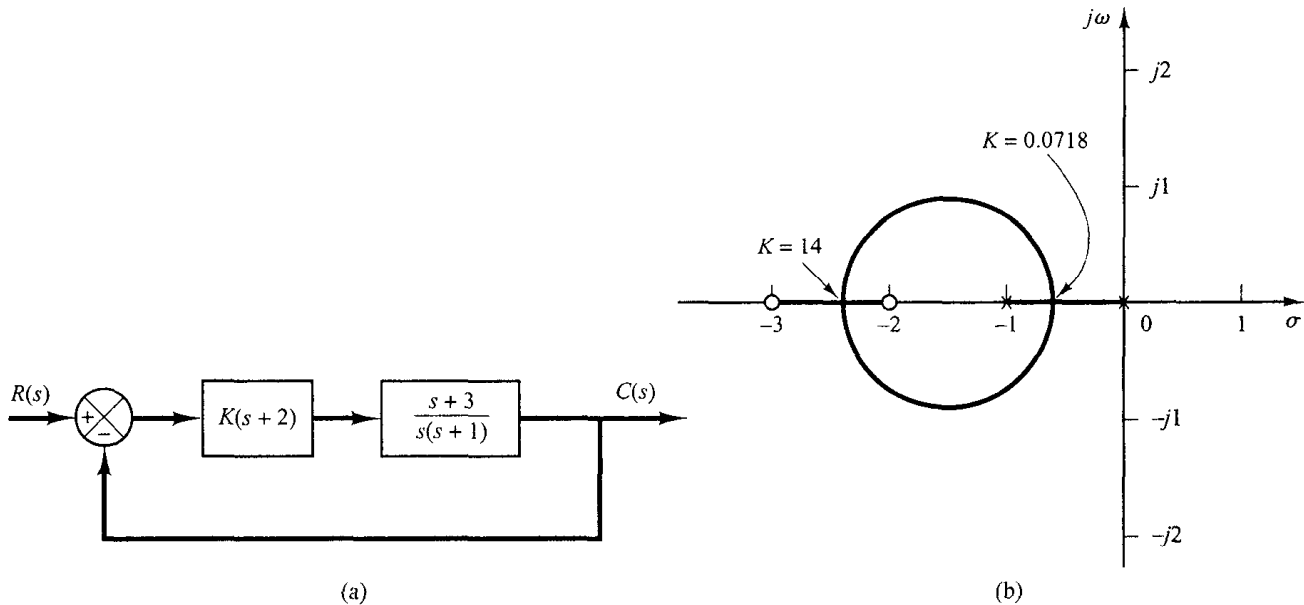 jω
j2
K = 0.0718
j1
K = 14
-3
-2
-1
0
1
σ
R(s)
+
−
K(s + 2)
s + 3
s(s + 1)
C(s)
-j1
-j2
(a)
(b)